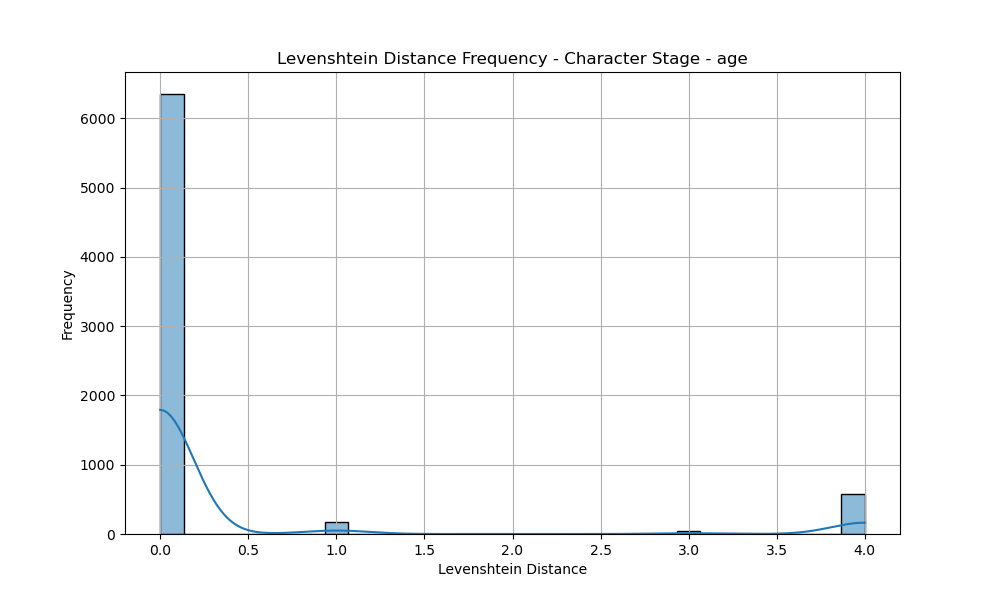 Levenshtein Distance Frequency - Character Stage - age
Frequency
6000
5000
4000
3000
2000
1000
0
0.0 0.5 1.0 1.5 2.0 2.5 3.0 3.5 4.0
Levenshtein Distance